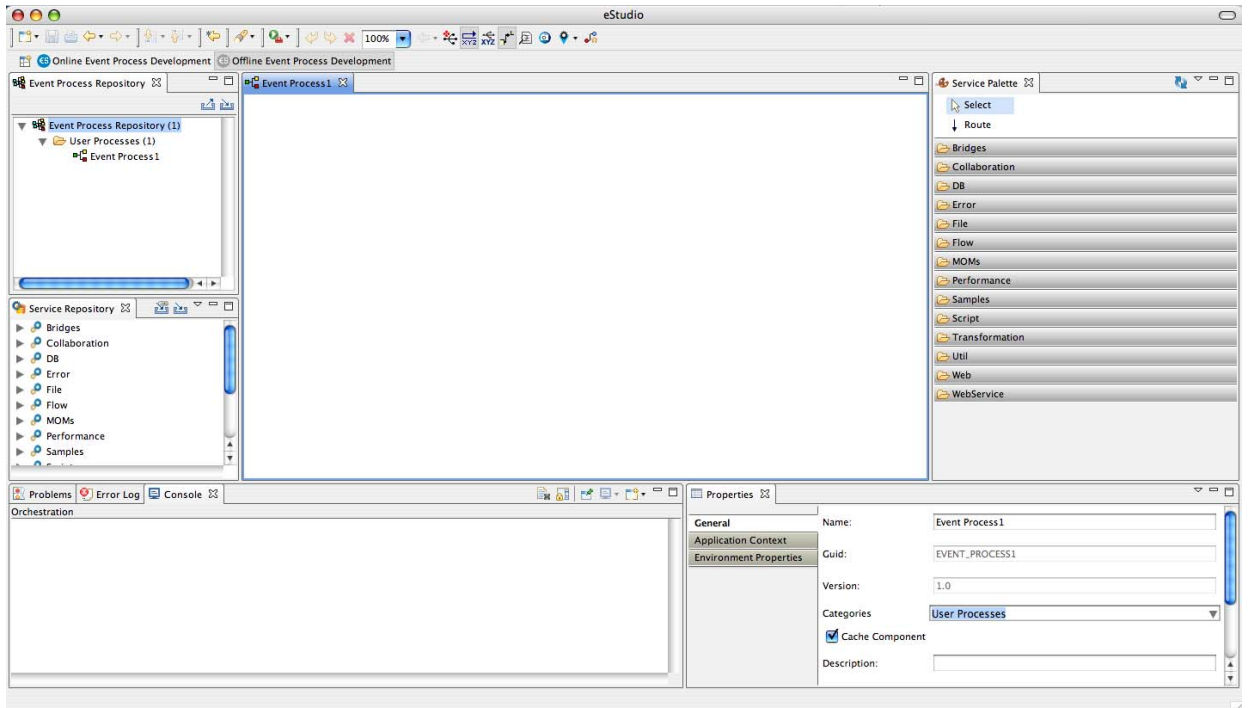 eStudio
100%
Online Event Process Development
Offline Event Process Development
Event Process Repository
Event Process Repository (1)
User Processes (1)
Event Process1
Service Repository
Bridges
Collaboration
DB
Error
File
Flow
MOMs
Performance
Samples
Event Process1
Service Palette
Select
Route
Bridges
Collaboration
DB
Error
File
Flow
MOMs
Performance
Samples
Script
Transformation
Util
Web
WebService
Problems
Error Log
Console
Orchestration
Properties
General
Application Context
Environment Properties
Name: Event Process1
Guid: EVENT_PROCESS1
Version: 1.0
Categories User Processes
Cache Component
Description: